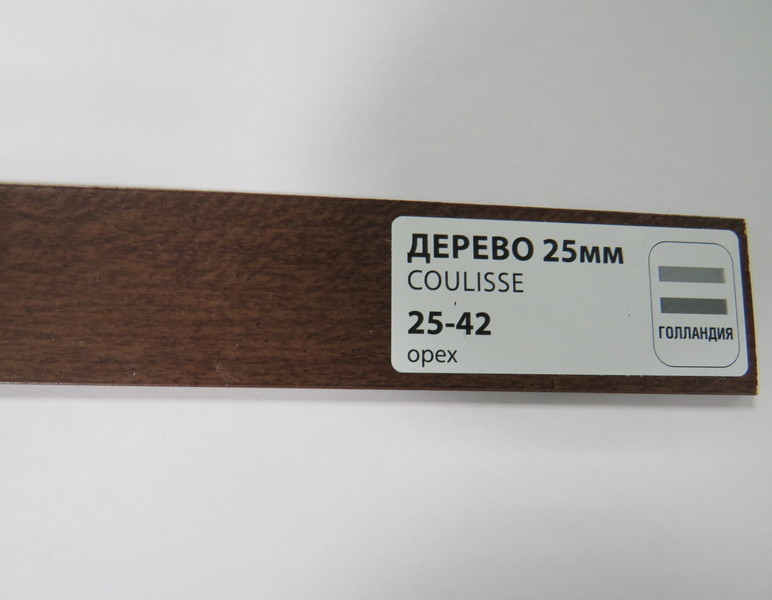 ДЕРЕВО 25мм
COULISSE
25-42
орех
ГОЛЛАНДИЯ